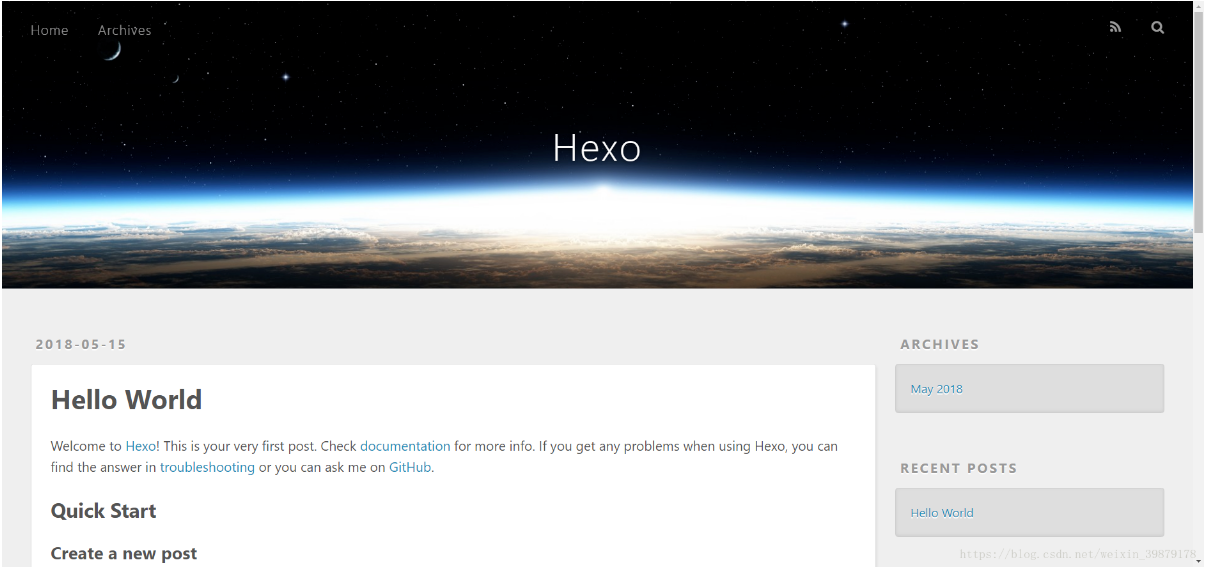 Home Archives
Hexo
2018-05-15
Hello World
Welcome to Hexo! This is your very first post. Check documentation for more info. If you get any problems when using Hexo, you can
find the answer in troubleshooting or you can ask me on GitHub.
Quick Start
Create a new post
ARCHIVES
May 2018
RECENT POSTS
Hello World
https://blog.csdn.net/weixin_39879178